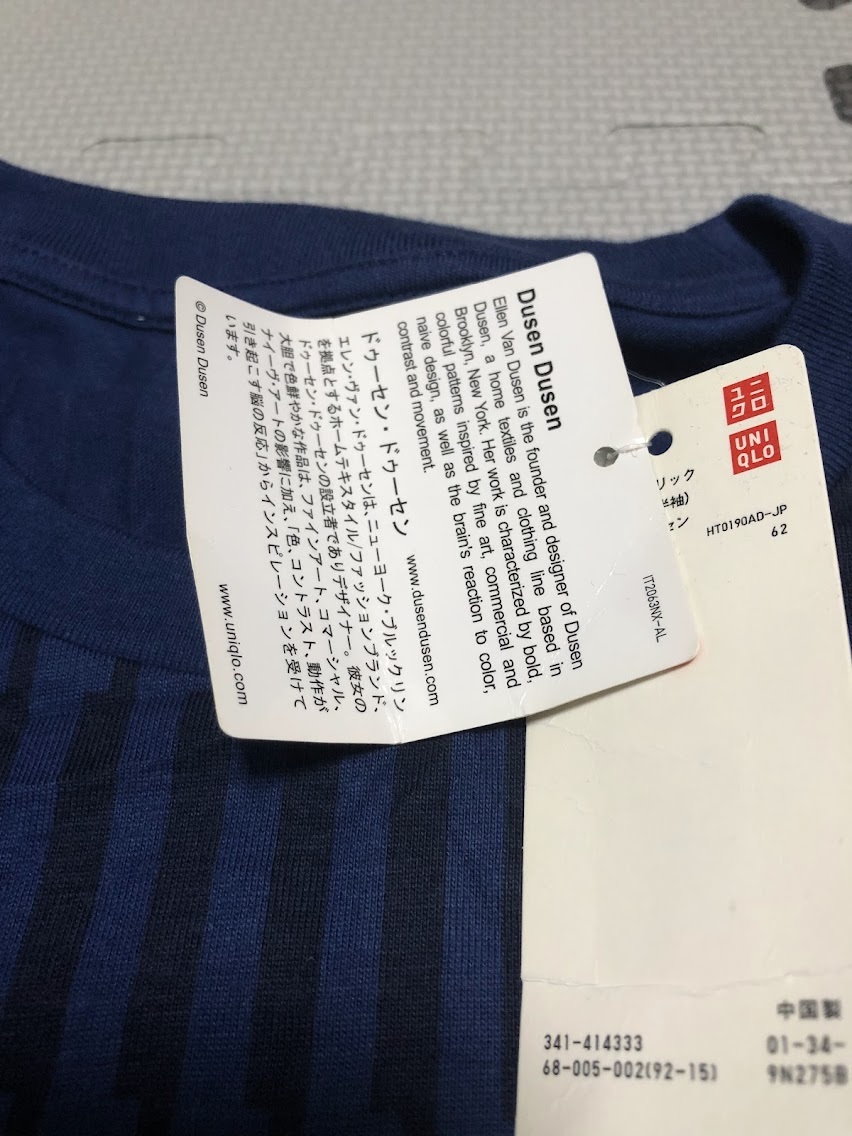 Dusen Dusen
Ellen Van Dusen is the founder and designer of Dusen
Dusen, a home textiles and clothing line based in
Brooklyn, New York. Her work is characterized by bold,
colorful patterns inspired by fine art, commercial and
naive design, as well as the brain's reaction to color,
contrast and movement.
www.dusendusen.com
ドゥーセン・ドゥーセン
エレン・ヴァン・ドゥーセンは、ニューヨーク・ブルックリン
を拠点とするホームテキスタイル/ファッションブランド、
ドゥーセン・ドゥーセンの設立者でありデザイナー。彼女の
大胆で色鮮やかな作品は、ファインアート、コマーシャル、
ナイーヴ・アートの影響に加え、「色、コントラスト、動作が
引き起こす脳の反応」からインスピレーションを受けて
います。
© Dusen Dusen
www.uniqlo.com
IT2063NX-AL
ユニクロ
UNIQLO
リック
半袖)
セン
HT0190AD-JP
62
中国製
341-414333
01-34-
68-005-002(92-15)
9N275B